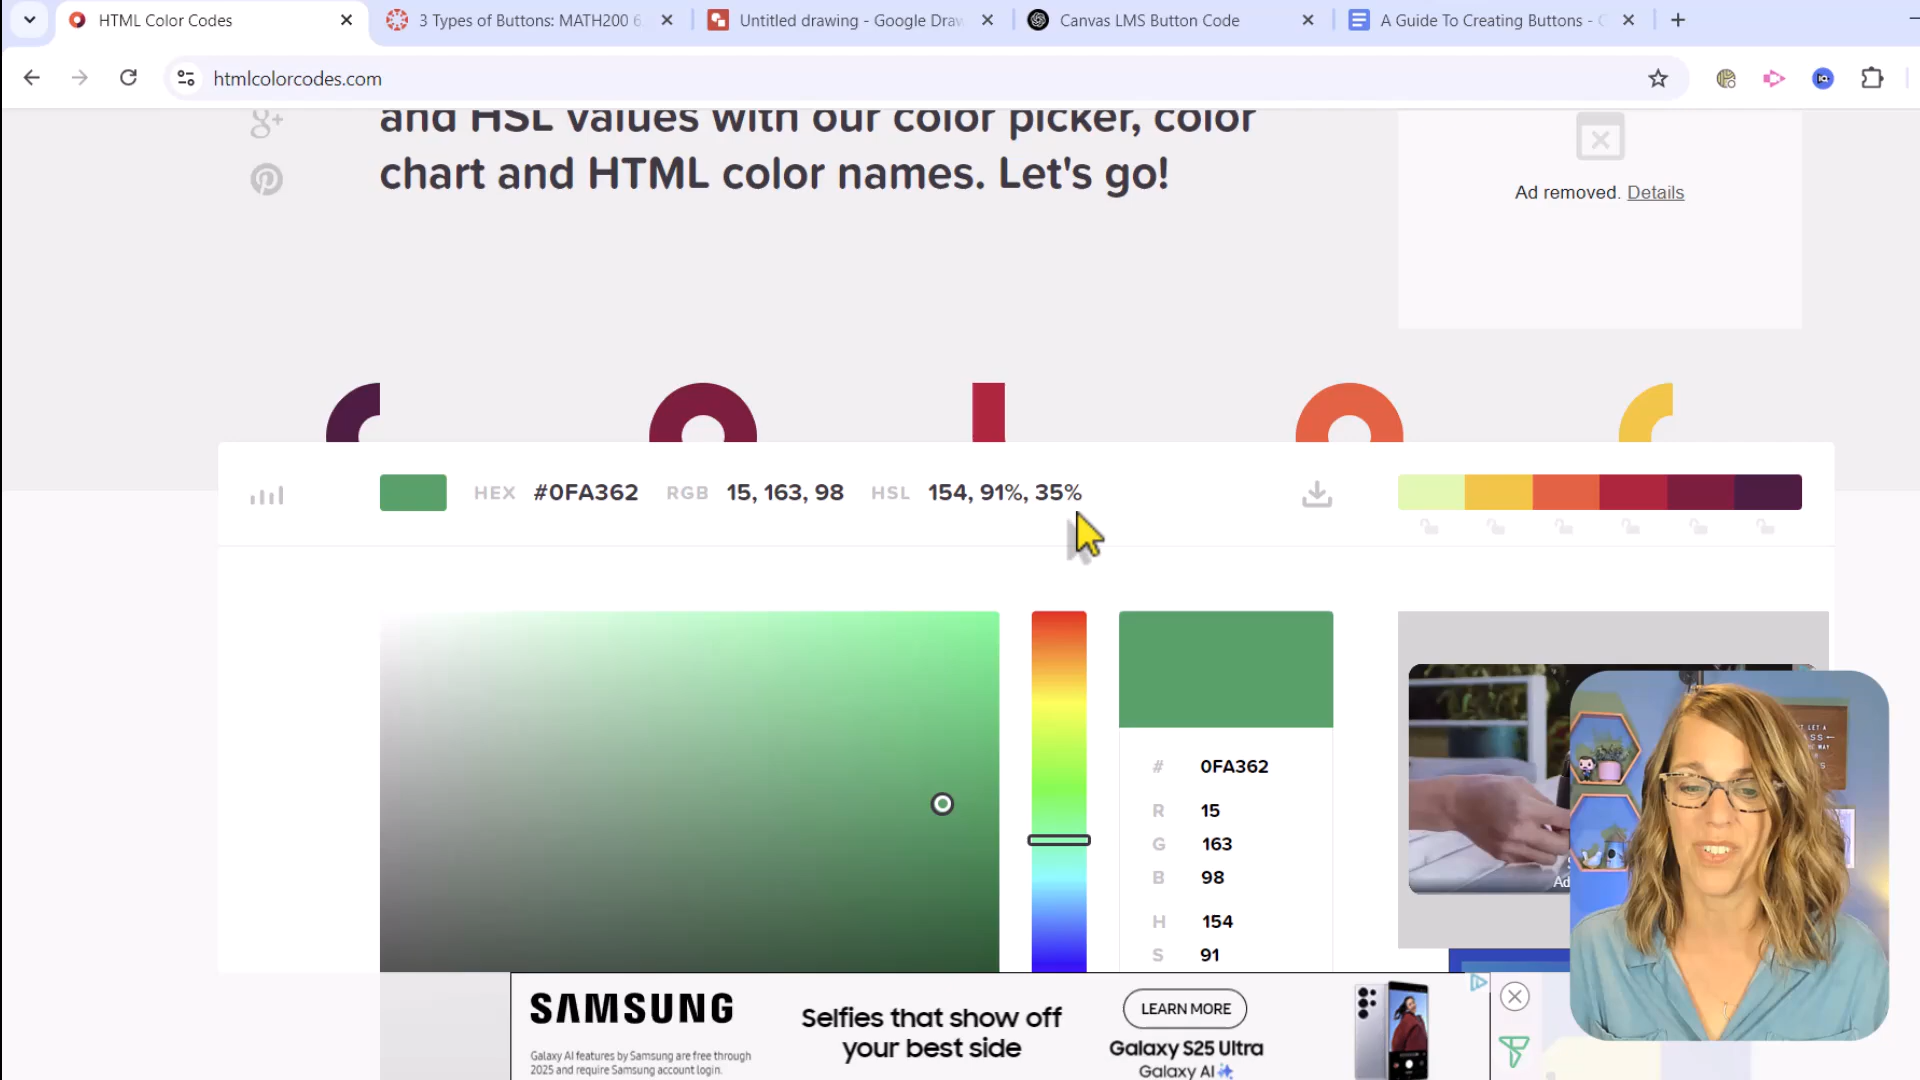 HTML Color Codes
3 Types of Buttons: MATH200 6
Untitled drawing - Google Draw
Canvas LMS Button Code
A Guide To Creating Buttons -
htmlcolorcodes.com
g+
and HSL values with our color picker, color
chart and HTML color names. Let's go!
Ad removed. Details
HEX #0FA362 RGB 15, 163, 98 HSL 154, 91%, 35%
# 0FA362
R 15
G 163
B 98
H 154
S 91
Ad
SAMSUNG
Galaxy AI features by Samsung are free through
2025 and require Samsung account login.
Selfies that show off
your best side
LEARN MORE
Galaxy S25 Ultra
Galaxy AI